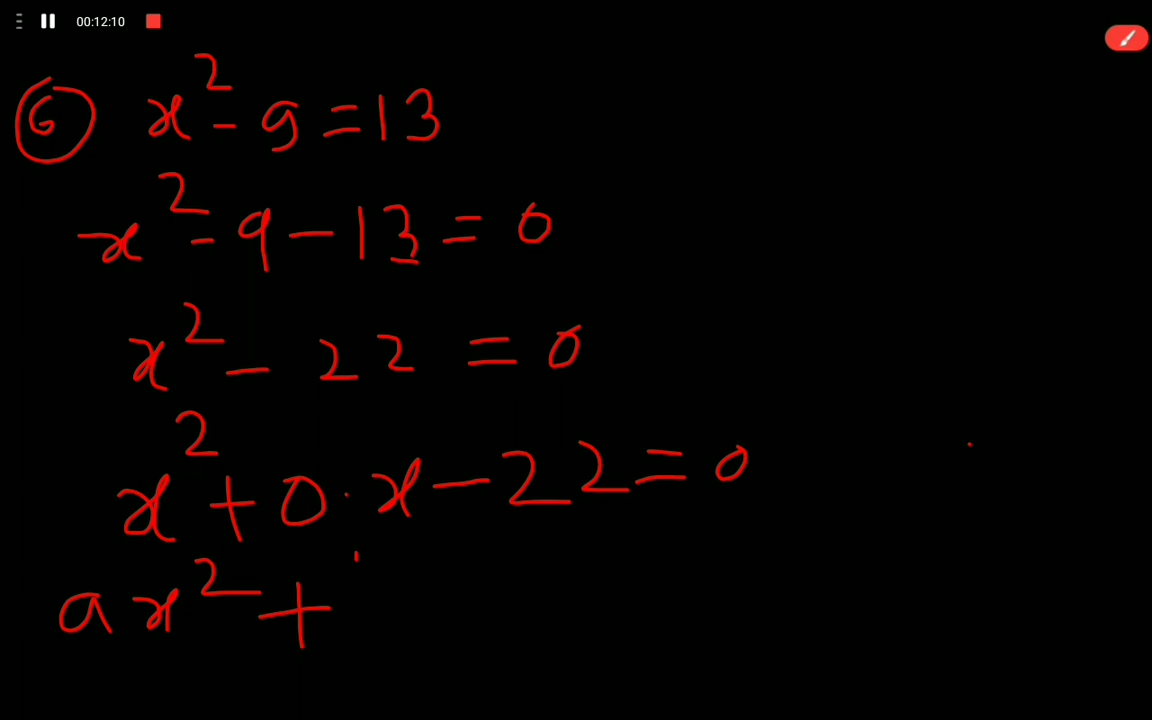 00:12:10
⑥ x² - 9 = 13
x² - 9 - 13 = 0
x² - 22 = 0
x² + 0 · x - 22 = 0
ax² +